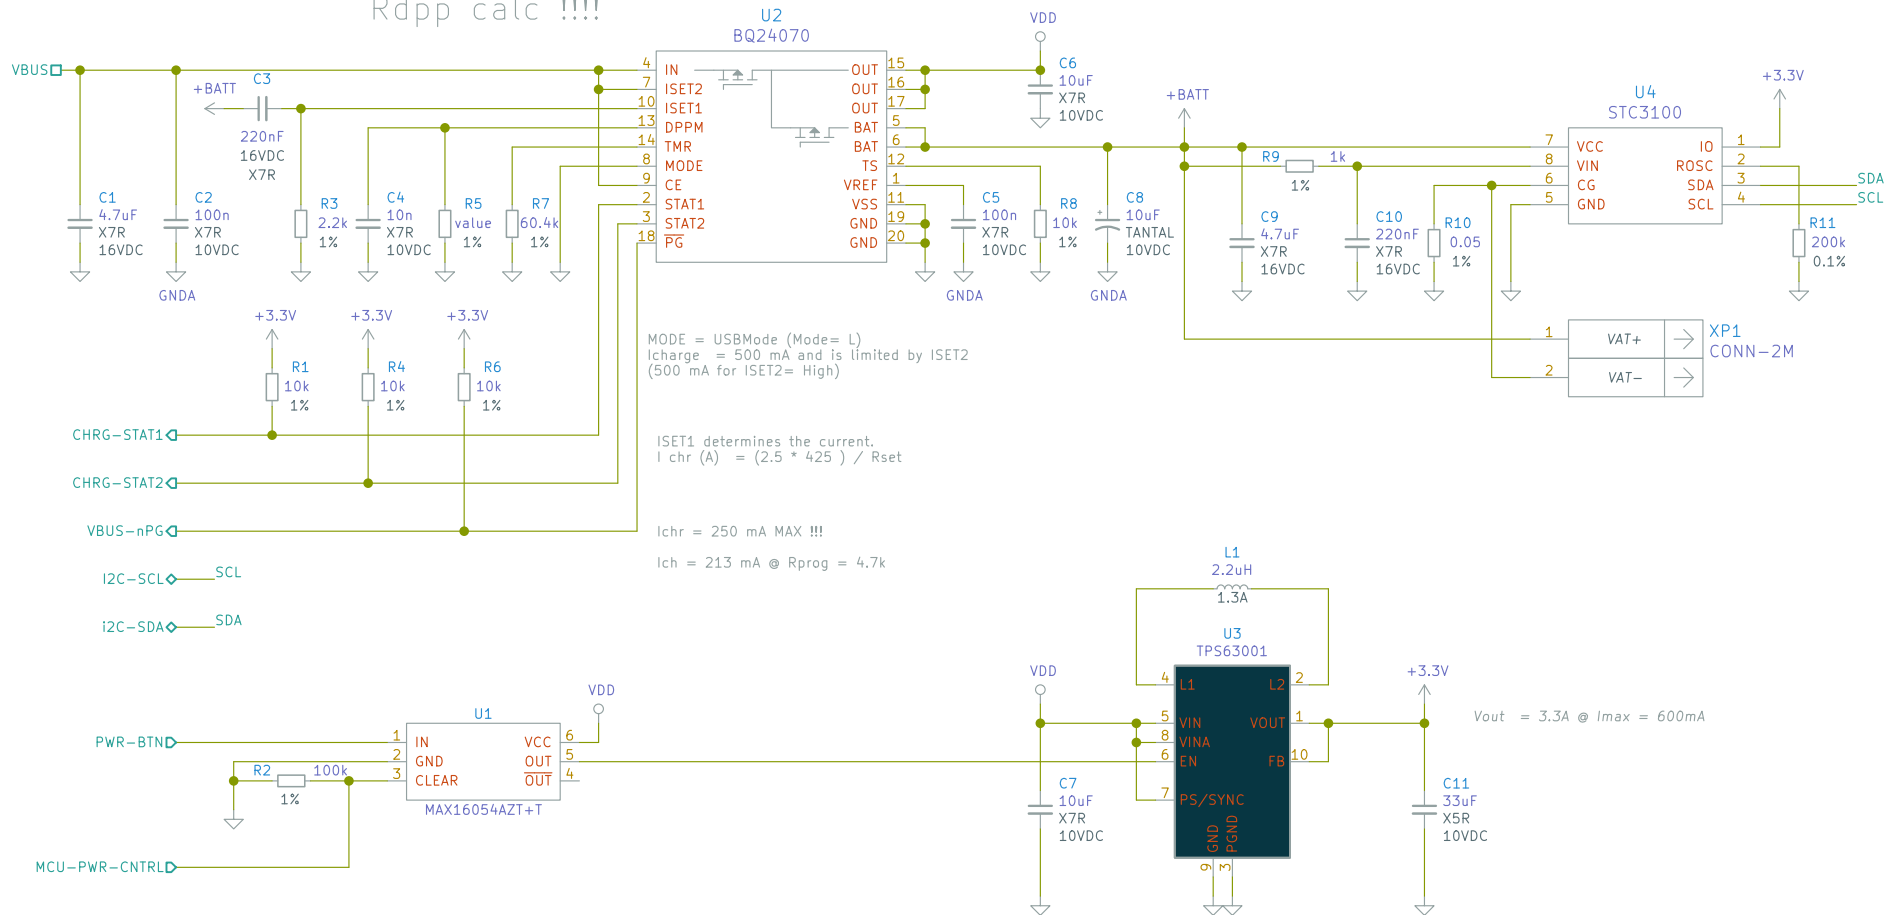 Rdpp calc !!!!
VBUS
C1
4.7uF
X7R
16VDC
C2
100n
X7R
16VDC
GNDA
+BATT
C3
220nF
16VDC
X7R
R3
2.2k
1%
C4
10n
X7R
10VDC
R5
value
1%
R7
60.4k
1%
U2
BQ24070
4
IN
7
ISET2
10
ISET1
13
DPPM
14
TMR
8
MODE
9
CE
2
STAT1
3
STAT2
18
PG
OUT
15
OUT
16
OUT
17
BAT
5
BAT
6
TS
12
VREF
1
VSS
11
GND
19
GND
20
VDD
C6
10uF
X7R
10VDC
C5
100n
X7R
10VDC
GNDA
R8
10k
1%
C8
10uF
TANTAL
10VDC
GNDA
+
+BATT
R9
1k
1%
C9
4.7uF
X7R
16VDC
C10
220nF
X7R
16VDC
R10
0.05
1%
U4
STC3100
7
VCC
8
VIN
6
CG
5
GND
IO
1
ROSC
2
SDA
3
SCL
4
+3.3V
SDA
SCL
R11
200k
0.1%
1
VAT+
2
VAT-
XP1
CONN-2M
+3.3V
R1
10k
1%
+3.3V
R4
10k
1%
+3.3V
R6
10k
1%
CHRG-STAT1
CHRG-STAT2
VBUS-nPG
I2C-SCL
SCL
i2C-SDA
SDA
MODE = USBMode (Mode= L)
Icharge  = 500 mA and is limited by ISET2
(500 mA for ISET2= High)
ISET1 determines the current.
I chr (A)  = (2.5 * 425 ) / Rset
Ichr = 250 mA MAX !!!
Ich = 213 mA @ Rprog = 4.7k
PWR-BTN
R2
100k
1%
MCU-PWR-CNTRL
U1
1
IN
2
GND
3
CLEAR
VCC
6
OUT
5
OUT
4
MAX16054AZT+T
VDD
L1
2.2uH
1.3A
U3
TPS63001
4
L1
L2
2
5
VIN
8
VINA
6
EN
7
PS/SYNC
VOUT
1
FB
10
GND
9
PGND
3
VDD
C7
10uF
X7R
10VDC
+3.3V
C11
33uF
X5R
10VDC
Vout  = 3.3A @ Imax = 600mA